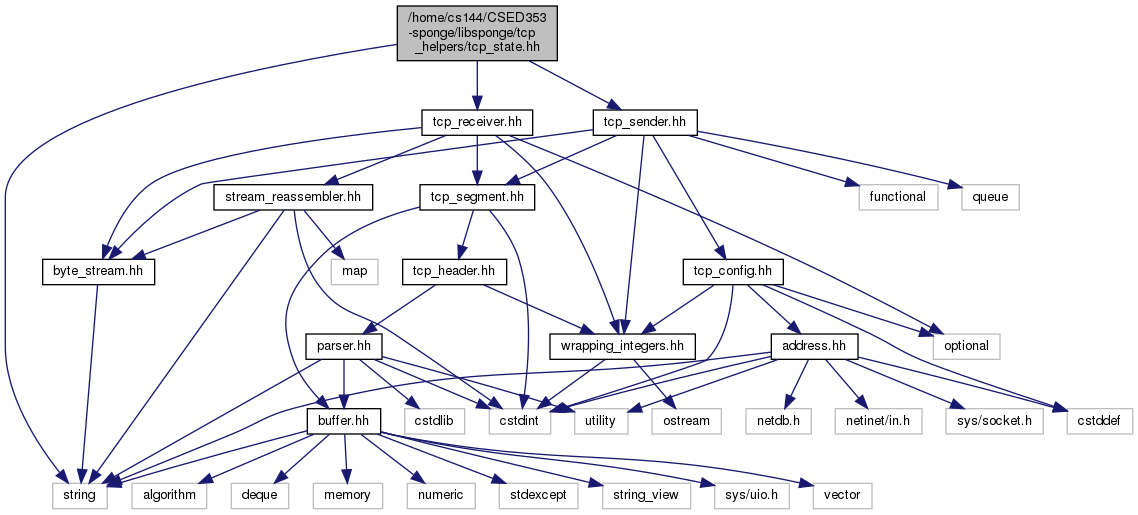 /home/cs144/CSED353
-sponge/libsponge/tcp
_helpers/tcp_state.hh
tcp_receiver.hh
tcp_sender.hh
stream_reassembler.hh
tcp_segment.hh
functional
queue
byte_stream.hh
map
tcp_header.hh
tcp_config.hh
parser.hh
wrapping_integers.hh
address.hh
optional
buffer.hh
cstdlib
cstdint
utility
ostream
netdb.h
netinet/in.h
sys/socket.h
cstddef
string
algorithm
deque
memory
numeric
stdexcept
string_view
sys/uio.h
vector